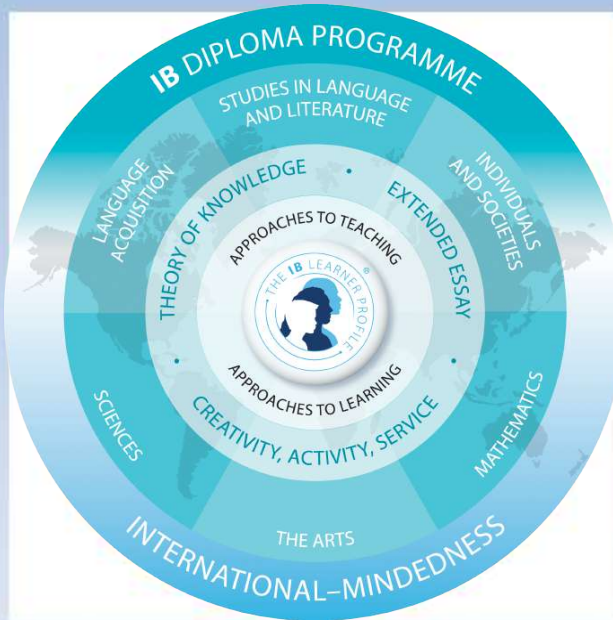 IB DIPLOMA PROGRAMME
STUDIES IN LANGUAGE
AND LITERATURE
LANGUAGE
ACQUISITION
INDIVIDUALS
AND SOCIETIES
THEORY OF KNOWLEDGE
•
EXTENDED ESSAY
APPROACHES TO TEACHING
THE IB LEARNER PROFILE®
APPROACHES TO LEARNING
•
CREATIVITY, ACTIVITY, SERVICE
•
SCIENCES
MATHEMATICS
THE ARTS
INTERNATIONAL–MINDEDNESS